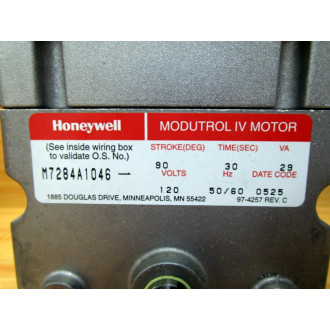 Honeywell MODUTROL IV MOTOR
(See inside wiring box to validate O.S. No.)
STROKE(DEG) TIME(SEC) VA
90 30 29
VOLTS Hz DATE CODE
M7284A1046 —
120 50/60 0525
1885 DOUGLAS DRIVE, MINNEAPOLIS, MN 55422 97-4257 REV. C